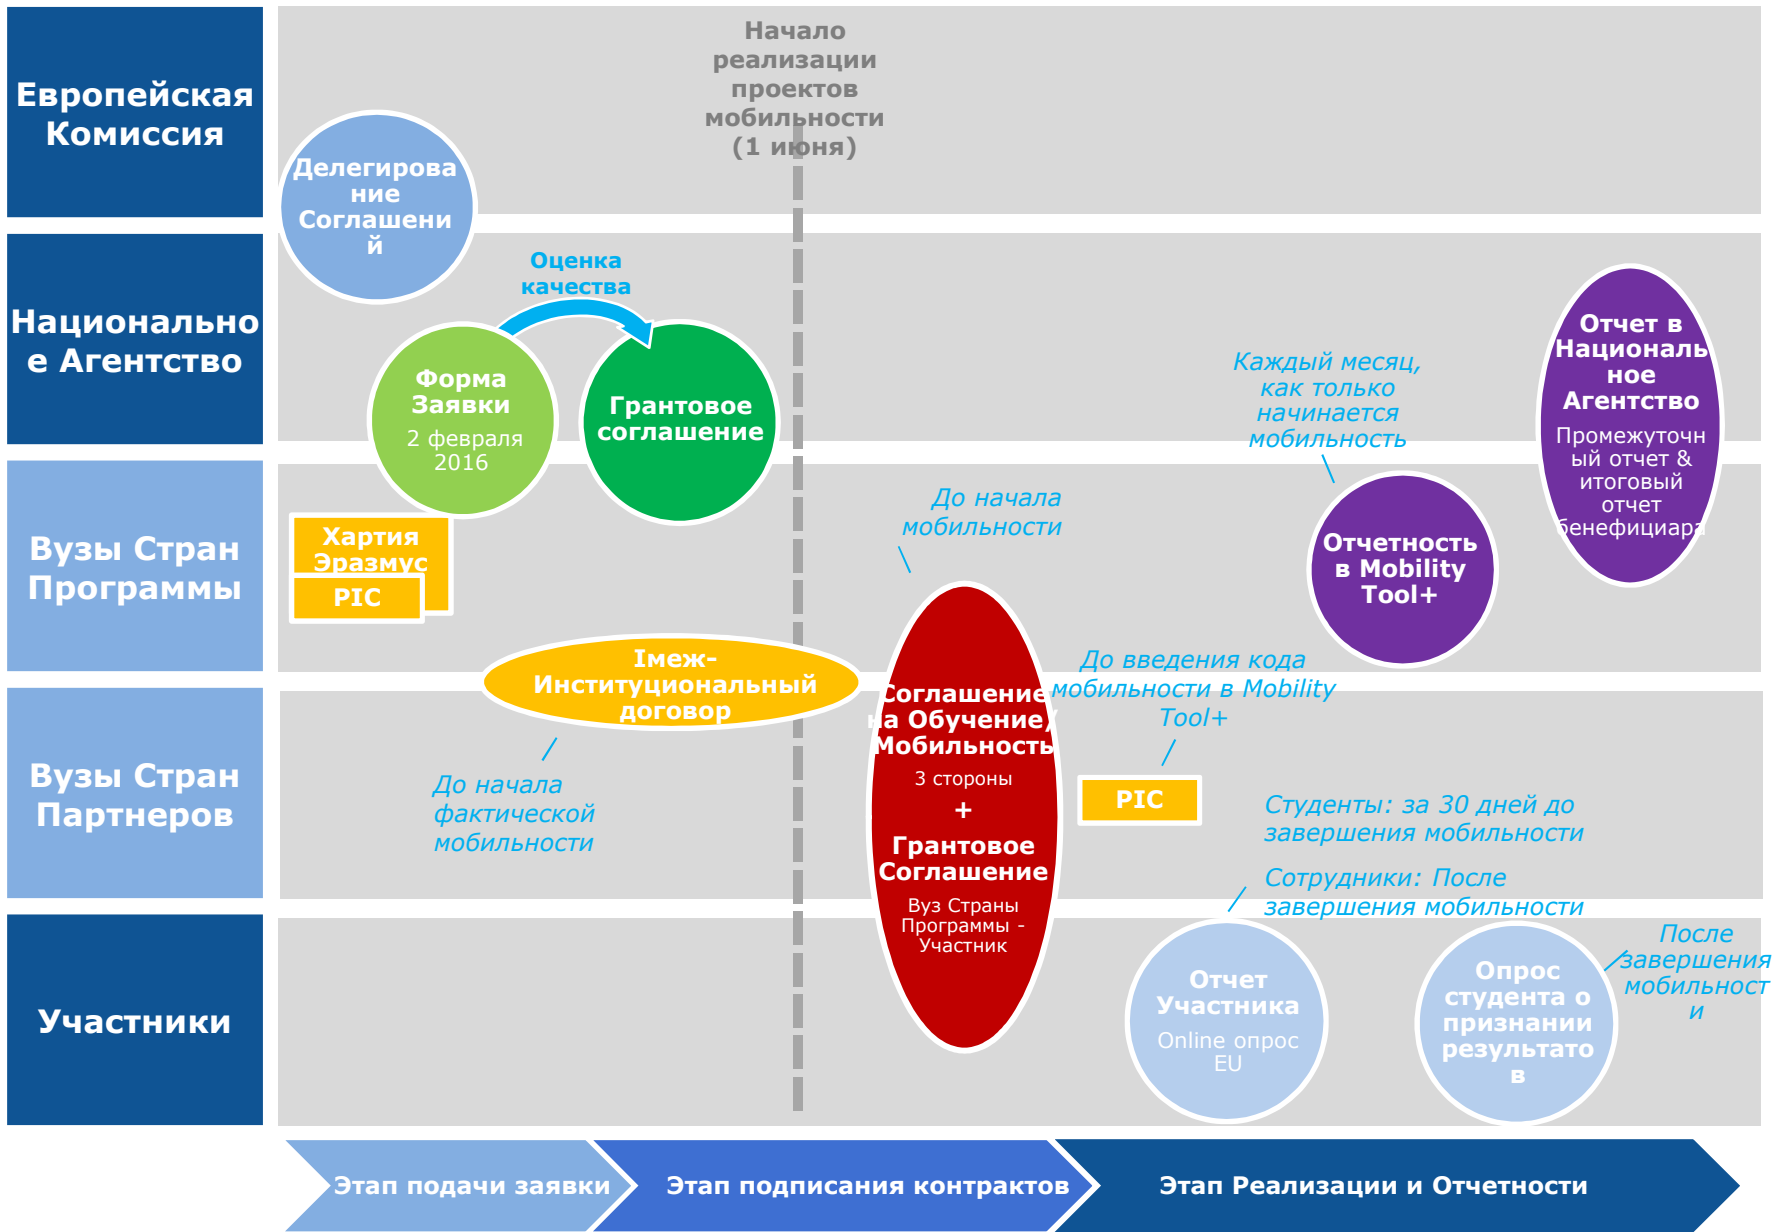 Европейская
Комиссия
Начало
реализации
проектов
мобильности
(1 июня)
Делегирова
ние
Соглашени
й
Национально
е Агентство
Оценка
качества
Форма
Заявки
2 февраля
2016
Грантовое
соглашение
Каждый месяц,
как только
начинается
мобильность
Отчет в
Националь
ное
Агентство
Промежуточн
ый отчет &
итоговый
отчет
бенефициара
Вузы Стран
Программы
Хартия
Эразмус
PIC
До начала
мобильности
Отчетность
в Mobility
Tool+
Iмеж-
Институциональный
договор
Соглашение
на Обучение/
Мобильность
3 стороны
+
Грантовое
Соглашение
Вуз Страны
Программы -
Участник
До введения кода
мобильности в Mobility
Tool+
Вузы Стран
Партнеров
До начала
фактической
мобильности
PIC
Студенты: за 30 дней до
завершения мобильности
Сотрудники: После
завершения мобильности
Участники
Отчет
Участника
Online опрос
EU
Опрос
студента о
признании
результато
в
После
завершения
мобильност
и
Этап подачи заявки
Этап подписания контрактов
Этап Реализации и Отчетности